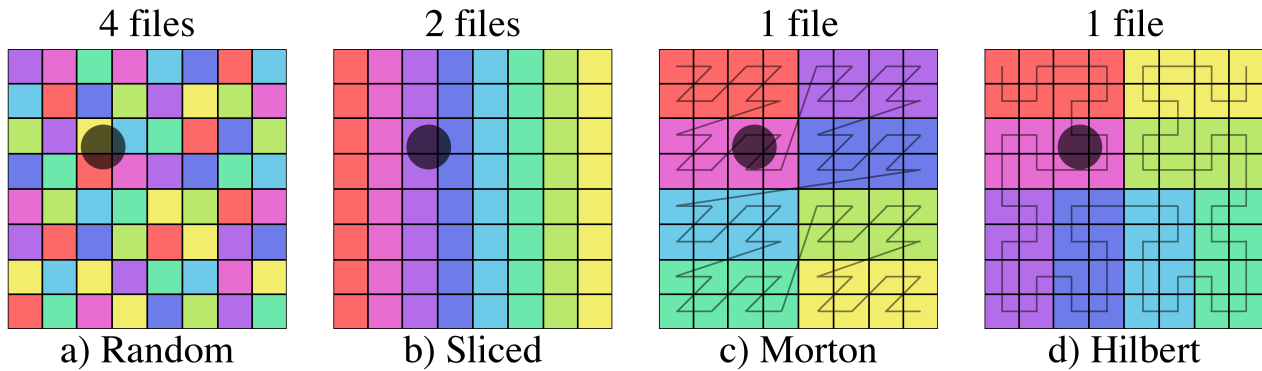 4 files
2 files
1 file
1 file
a) Random
b) Sliced
c) Morton
d) Hilbert